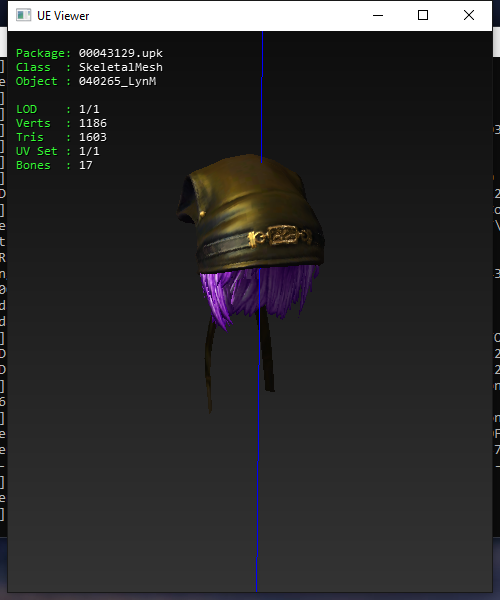 UE Viewer
Package: 00043129.upk
Class  : SkeletalMesh
Object : 040265_LynM
LOD    : 1/1
Verts  : 1186
Tris   : 1603
UV Set : 1/1
Bones  : 17